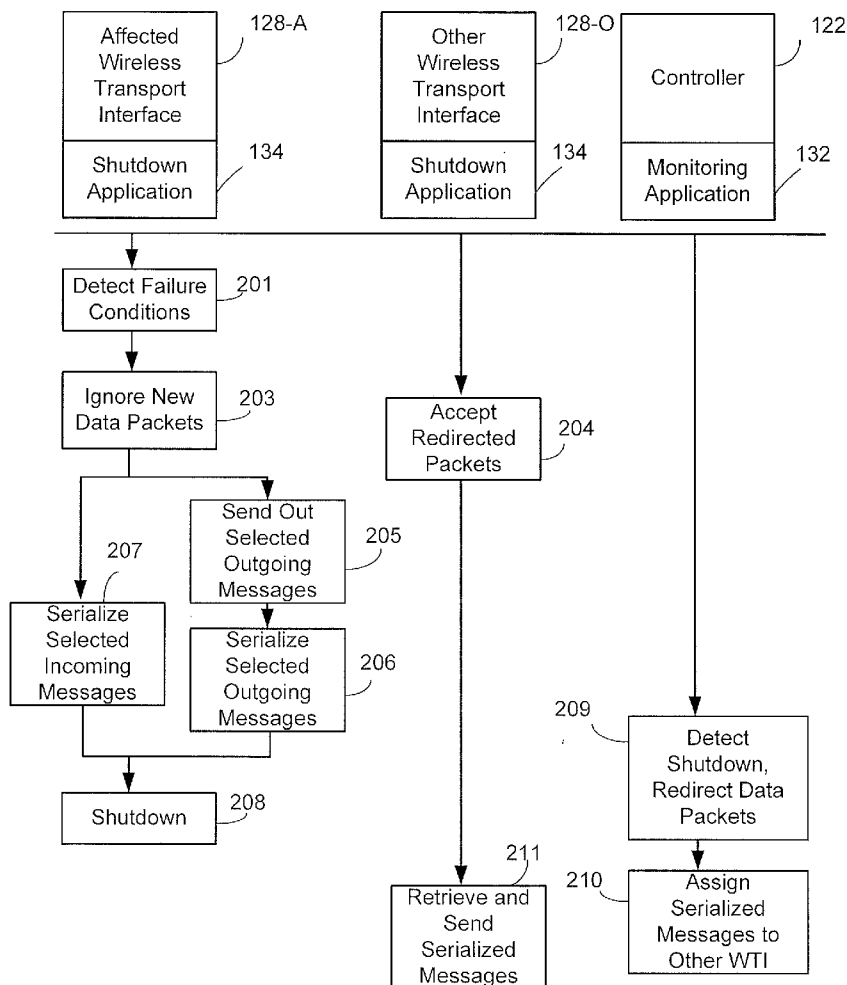 Affected
Wireless
Transport
Interface
128-A
Shutdown
Application
134
Other
Wireless
Transport
Interface
128-O
Shutdown
Application
134
Controller
122
Monitoring
Application
132
Detect Failure
Conditions
201
Ignore New
Data Packets
203
Accept
Redirected
Packets
204
Send Out
Selected
Outgoing
Messages
205
207
Serialize
Selected
Incoming
Messages
Serialize
Selected
Outgoing
Messages
206
Shutdown
208
209
Detect
Shutdown,
Redirect Data
Packets
210
Assign
Serialized
Messages to
Other WTI
211
Retrieve and
Send
Serialized
Messages